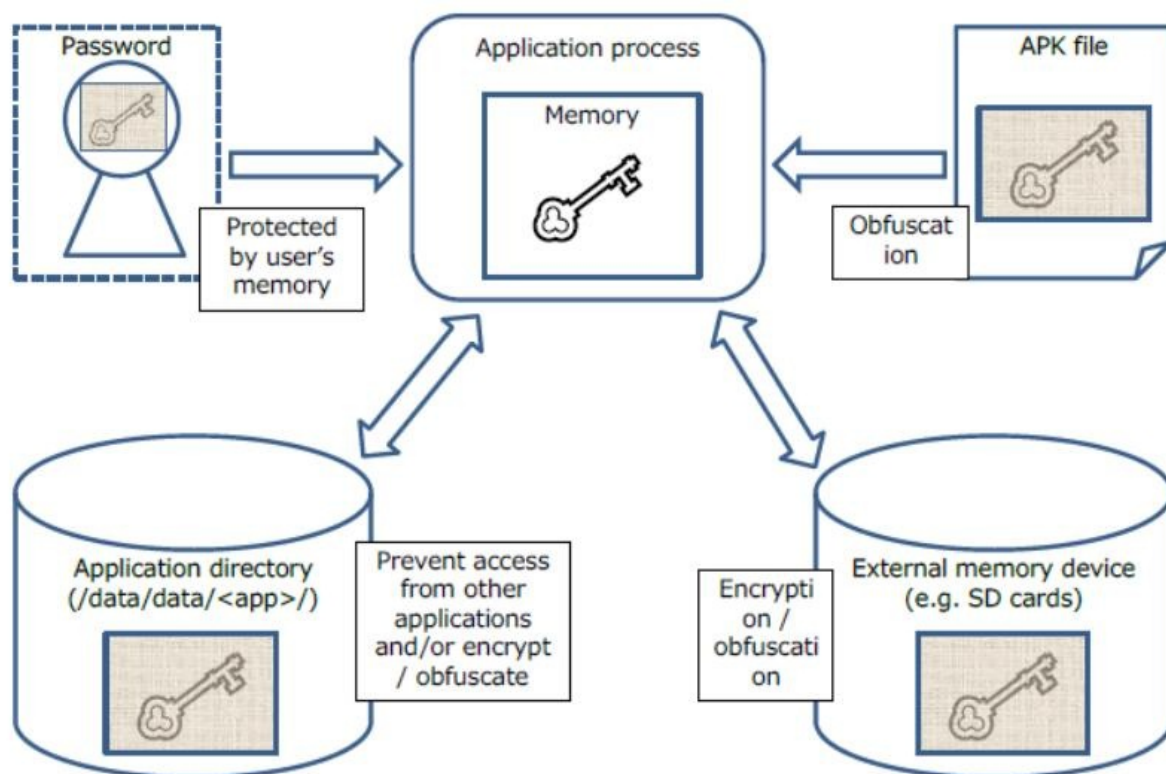 Password
Application process
APK file
Memory
Protected
by user's
memory
Obfuscat
ion
Application directory
(/data/data/<app>/)
Prevent access
from other
applications
and/or encrypt
/ obfuscate
Encrypti
on /
obfuscati
on
External memory device
(e.g. SD cards)